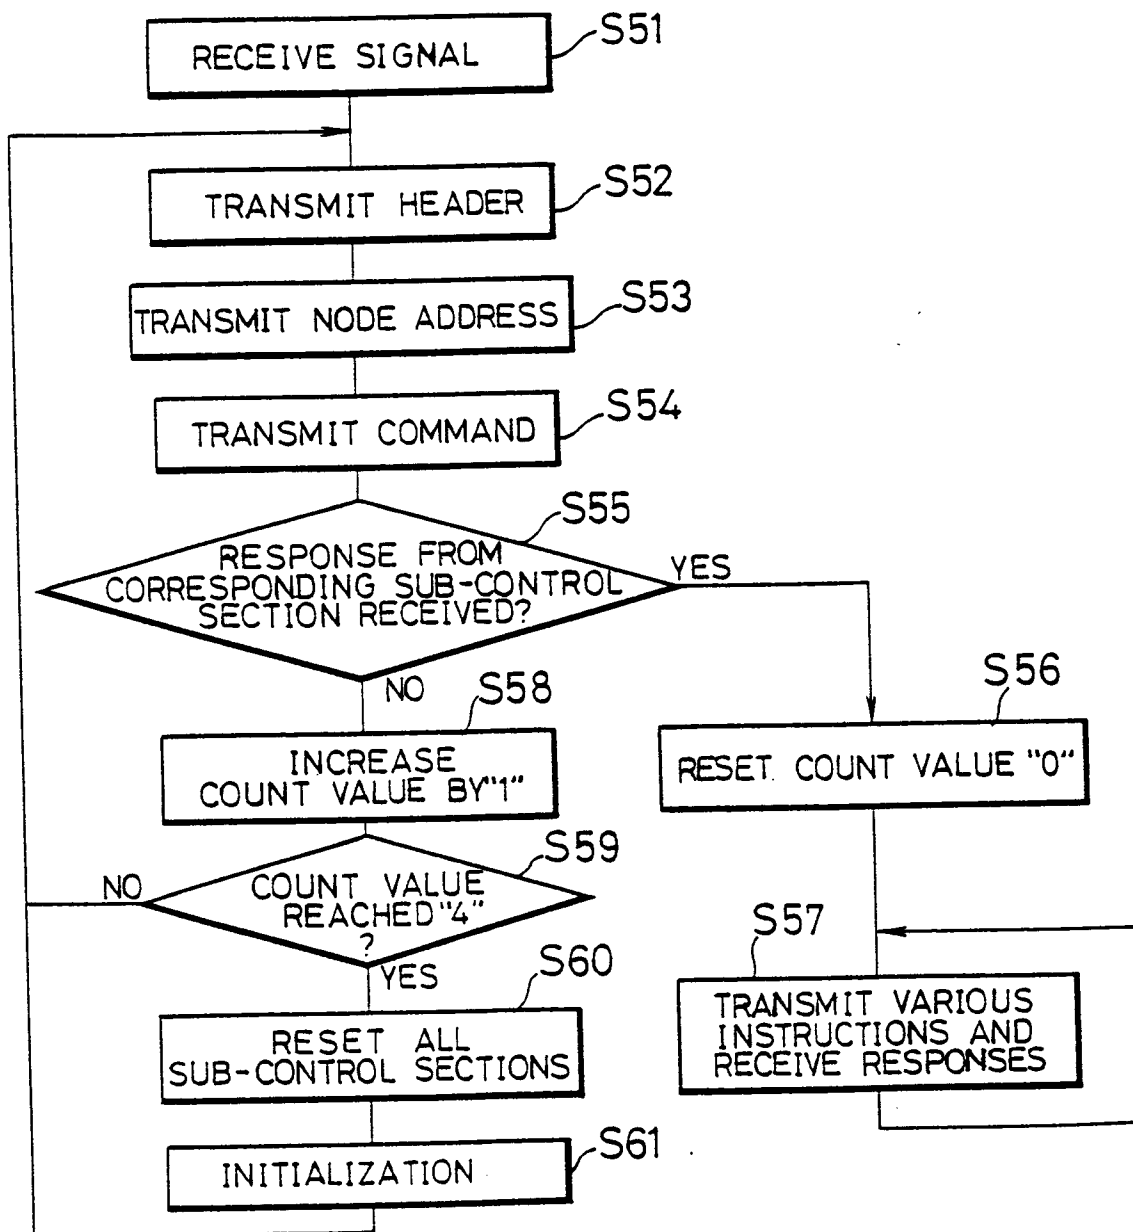 RECEIVE SIGNAL
S51
TRANSMIT HEADER
S52
TRANSMIT NODE ADDRESS
S53
TRANSMIT COMMAND
S54
S55
RESPONSE FROM
CORRESPONDING SUB-CONTROL
SECTION RECEIVED?
YES
NO
S58
INCREASE
COUNT VALUE BY"1"
S56
RESET COUNT VALUE "0"
S59
NO
COUNT VALUE
REACHED"4"
?
YES
S57
TRANSMIT VARIOUS
INSTRUCTIONS AND
RECEIVE RESPONSES
S60
RESET ALL
SUB-CONTROL SECTIONS
S61
INITIALIZATION